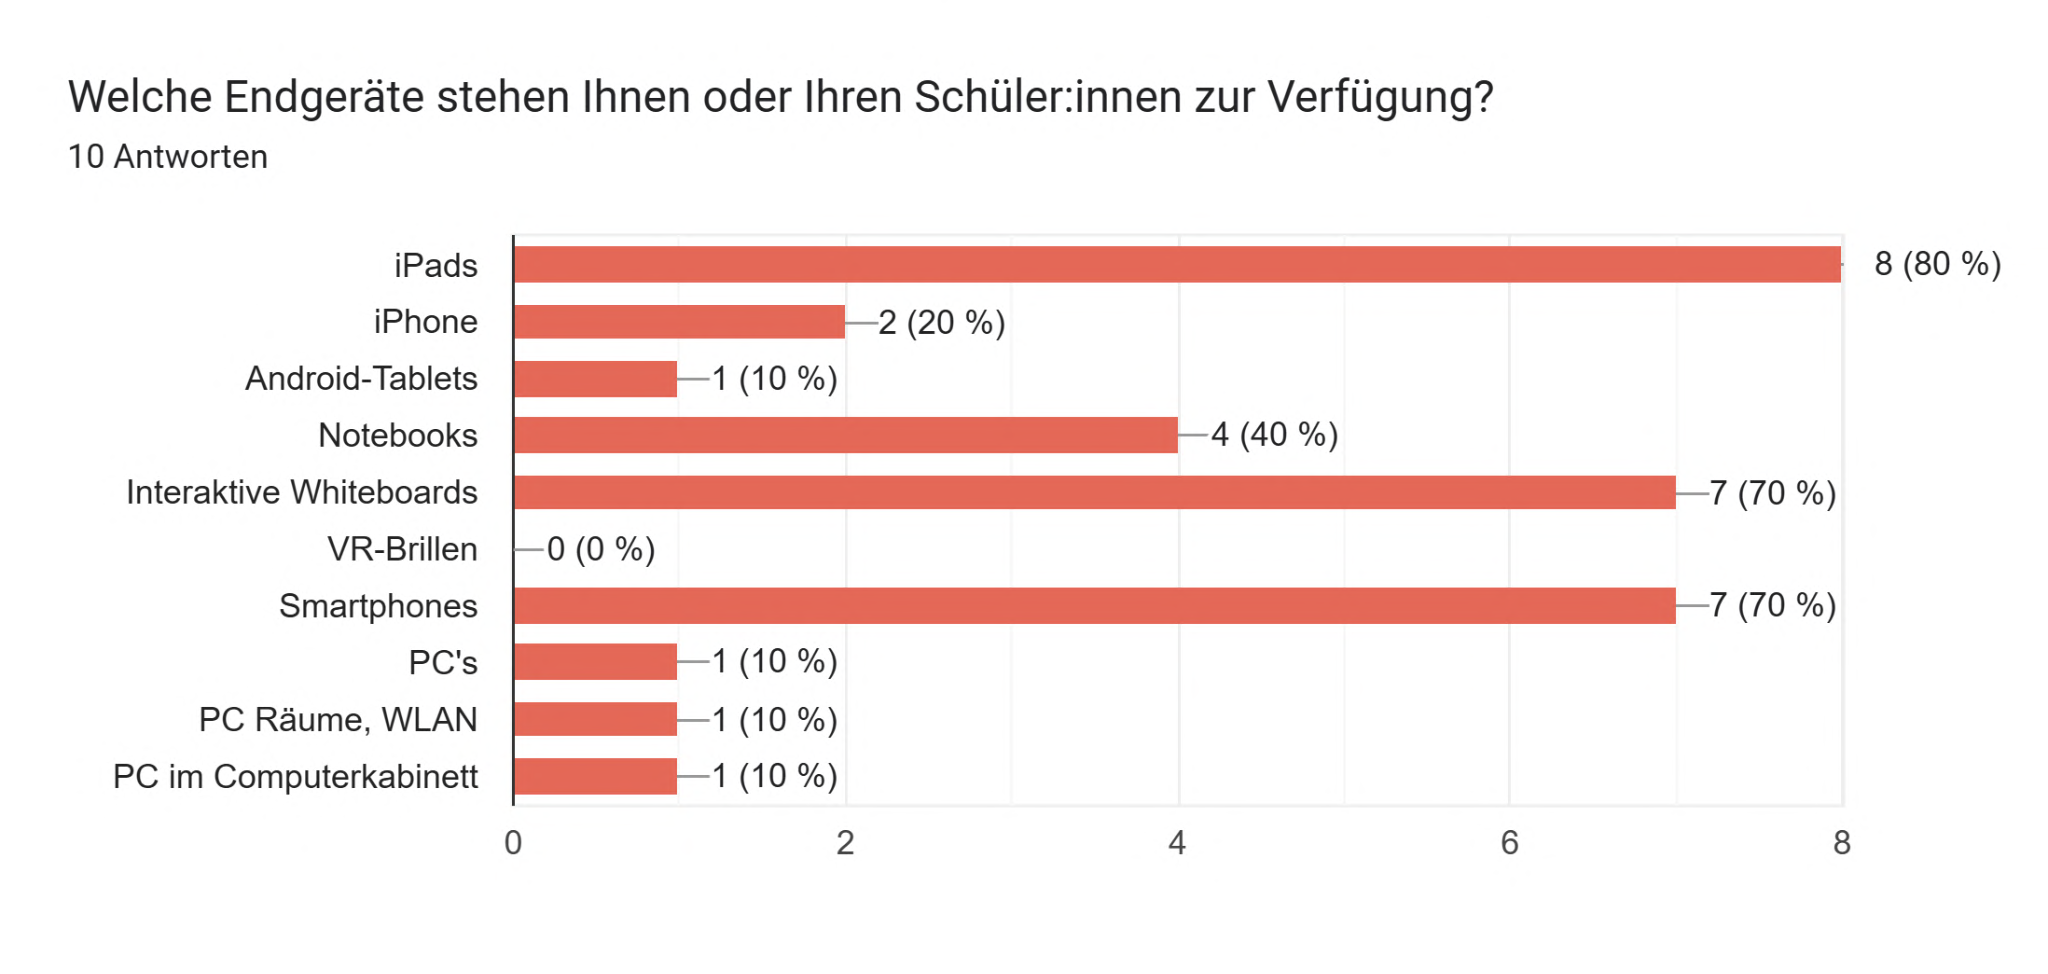 Welche Endgeräte stehen Ihnen oder Ihren Schüler:innen zur Verfügung?
10 Antworten
iPads 8 (80 %)
iPhone 2 (20 %)
Android-Tablets 1 (10 %)
Notebooks 4 (40 %)
Interaktive Whiteboards 7 (70 %)
VR-Brillen 0 (0 %)
Smartphones 7 (70 %)
PC's 1 (10 %)
PC Räume, WLAN 1 (10 %)
PC im Computerkabinett 1 (10 %)
0 2 4 6 8